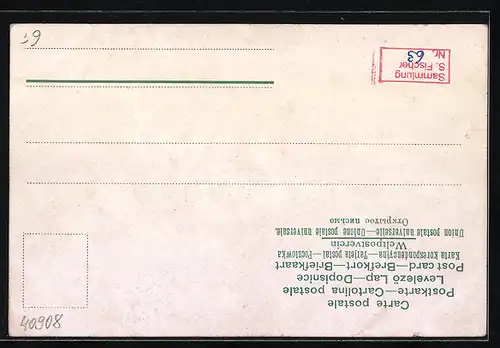 Carte postale
Postkarte—Cartolina postale
Levelező Lap—Dopisnice
Post card—Brefkort—Briefkaart
Karta korespondencyjna—Tarjeta postal—Pocztówka
Weltpostverein
Union postale universelle—Unione postale universale.
Открытое письмо
Sammlung
S. Fischer
Nr. 63
40908